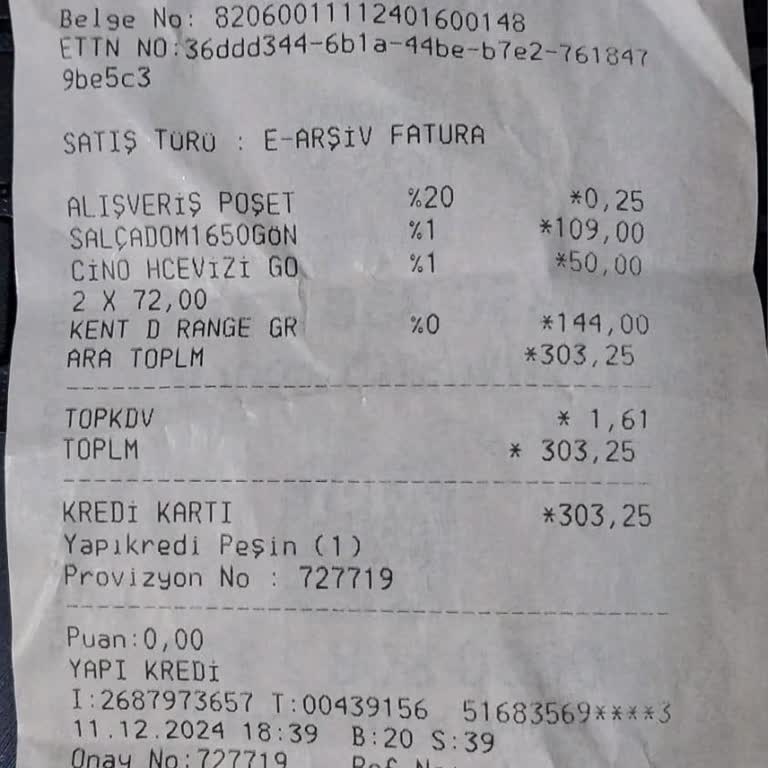 Belge No: 82060011112401600148
ETTN NO:36ddd344-6b1a-44be-b7e2-761847
9be5c3
SATIŞ TÜRÜ : E-ARŞİV FATURA
ALIŞVERİŞ POŞET %20 *0,25
SALÇADOM1650GÖN %1 *109,00
CİNO HCEVİZİ GO %1 *50,00
2 X 72,00
KENT D RANGE GR %0 *144,00
ARA TOPLM *303,25
TOPKDV * 1,61
TOPLM * 303,25
KREDİ KARTI *303,25
Yapıkredi Peşin (1)
Provizyon No : 727719
Puan:0,00
YAPI KREDİ
I:2687973657 T:00439156 51683569****3
11.12.2024 18:39 B:20 S:39
Onay No:727719 Ref No